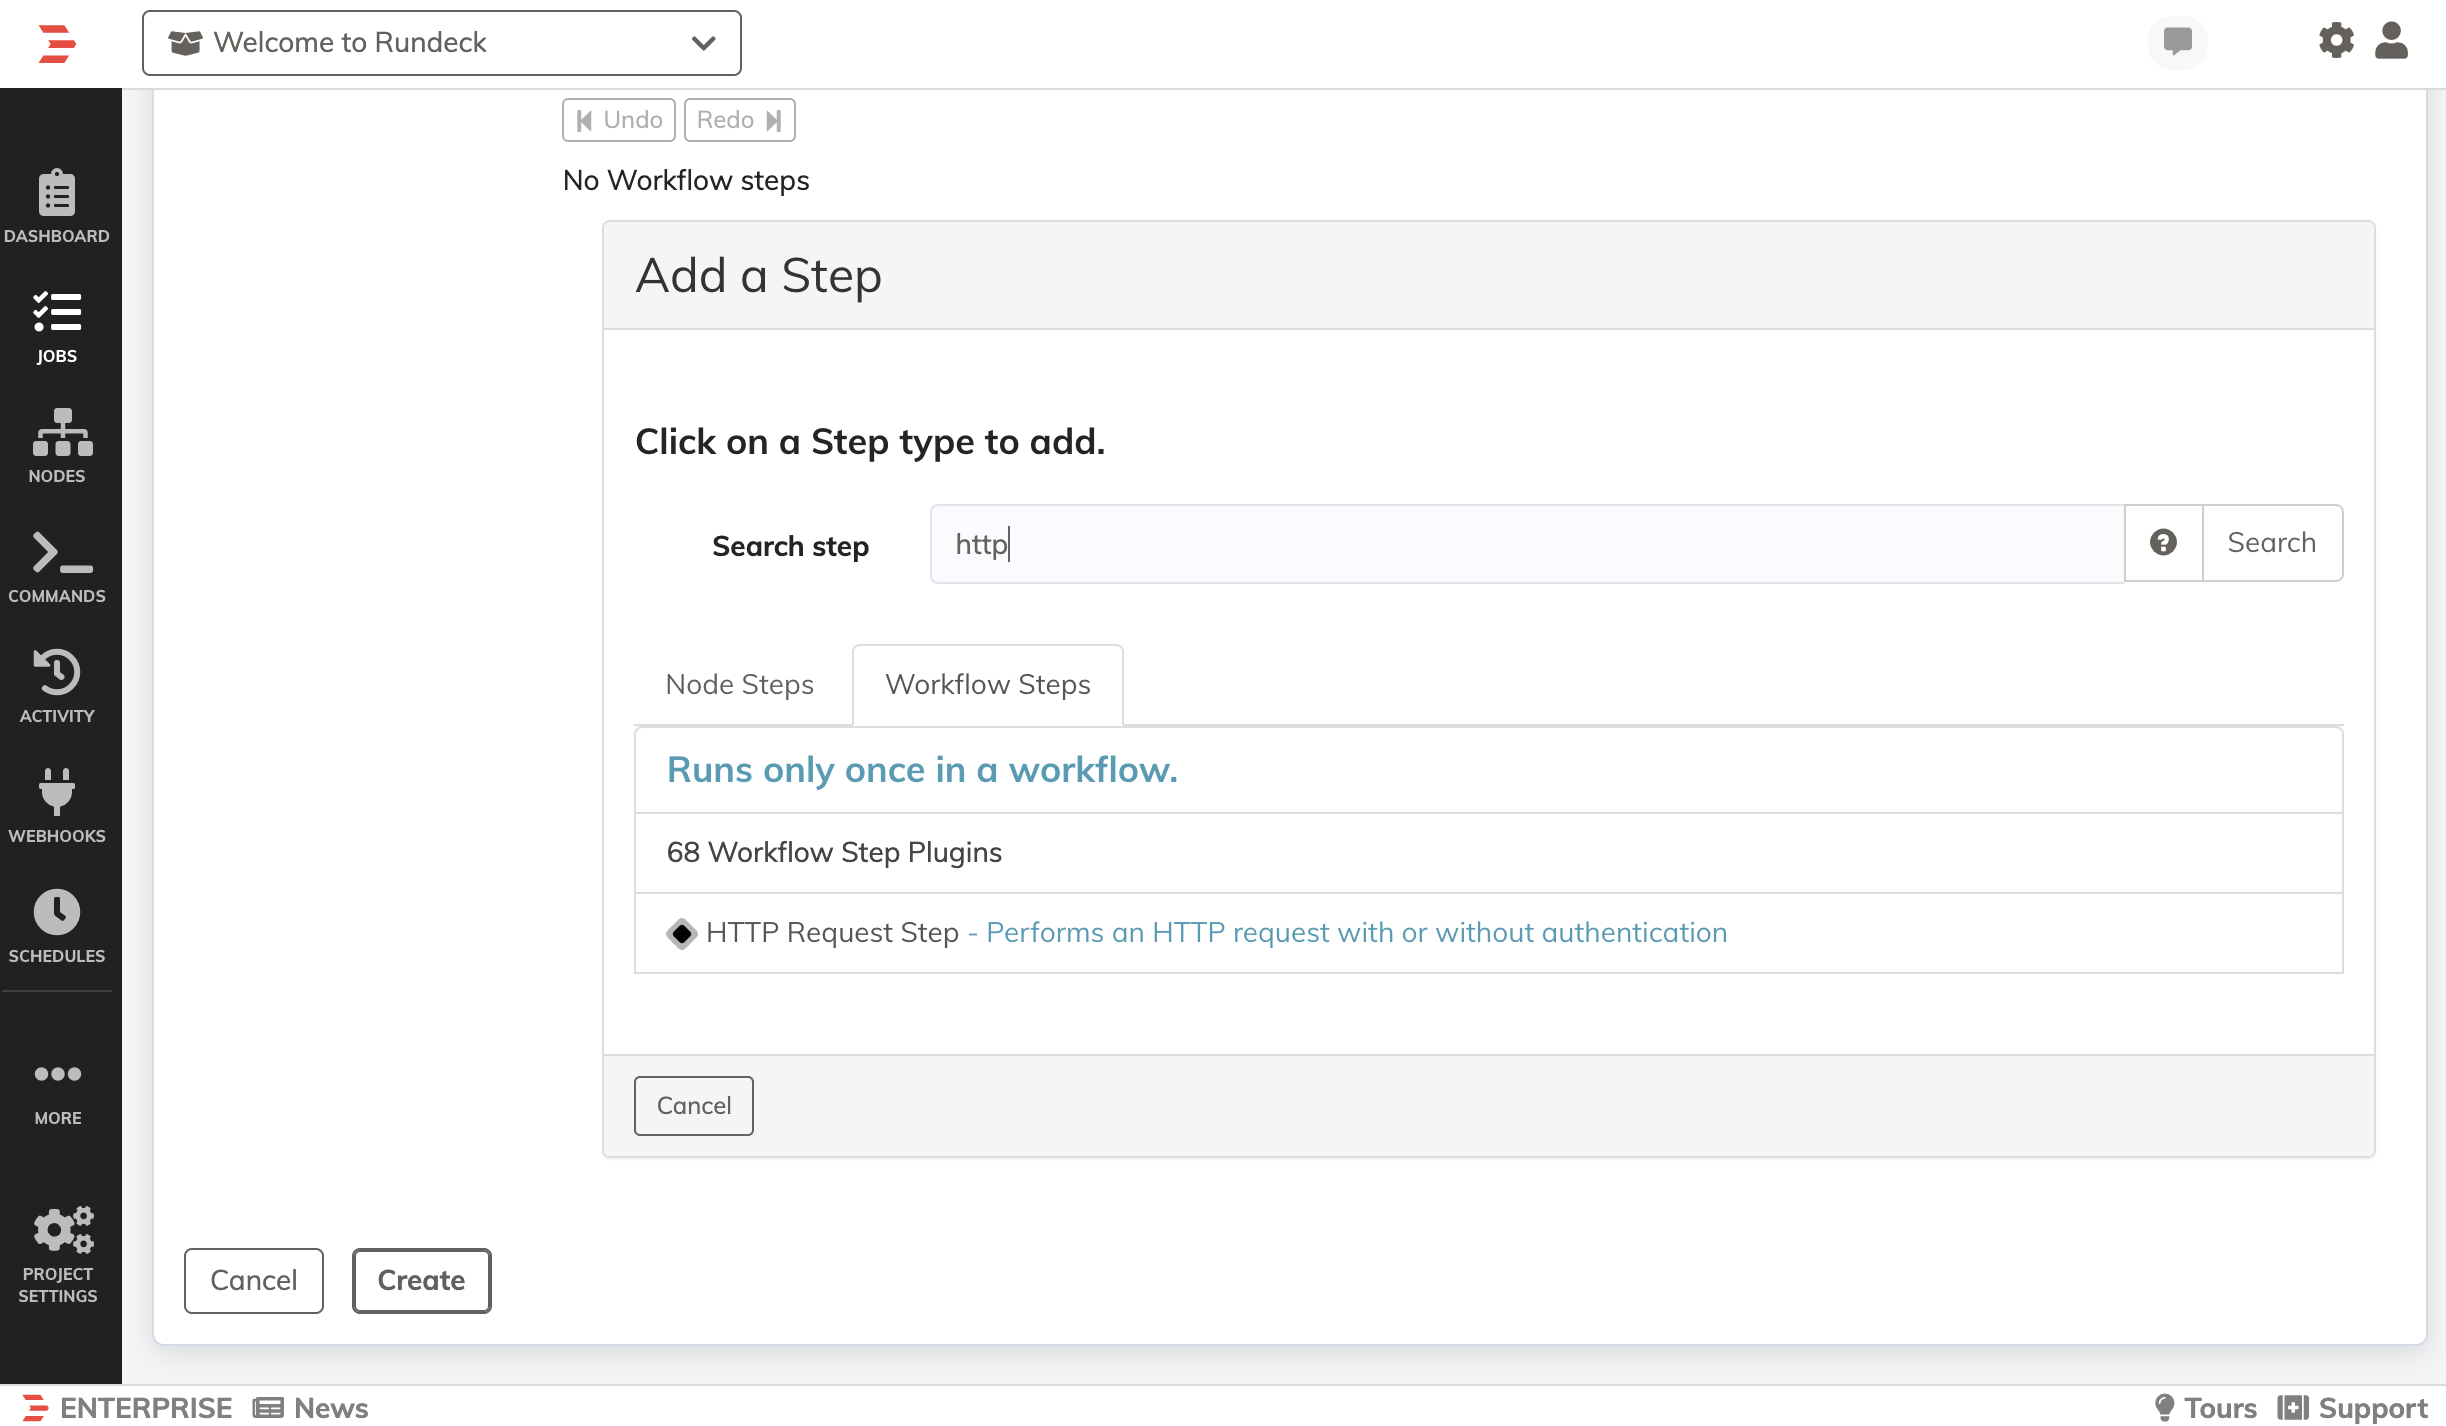 Welcome to Rundeck
Undo
Redo
No Workflow steps
DASHBOARD
JOBS
NODES
COMMANDS
ACTIVITY
WEBHOOKS
SCHEDULES
MORE
PROJECT
SETTINGS
Add a Step
Click on a Step type to add.
Search step
http
Search
Node Steps
Workflow Steps
Runs only once in a workflow.
68 Workflow Step Plugins
HTTP Request Step - Performs an HTTP request with or without authentication
Cancel
Cancel
Create
ENTERPRISE
News
Tours
Support